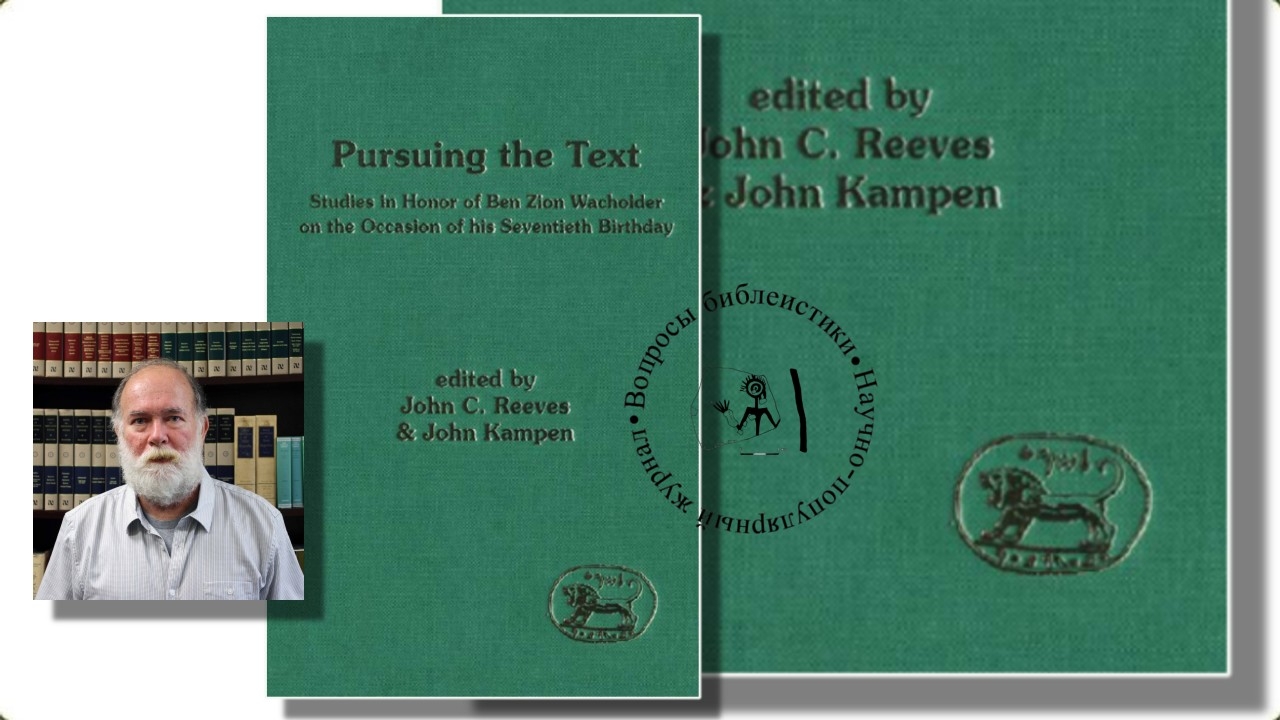 Pursuing the Text
Studies in Honor of Ben Zion Wacholder
on the Occasion of his Seventieth Birthday
edited by
John C. Reeves
& John Kampen
edited by
John C. Reeves
& John Kampen
Вопросы библеистики • Научно-популярный журнал •